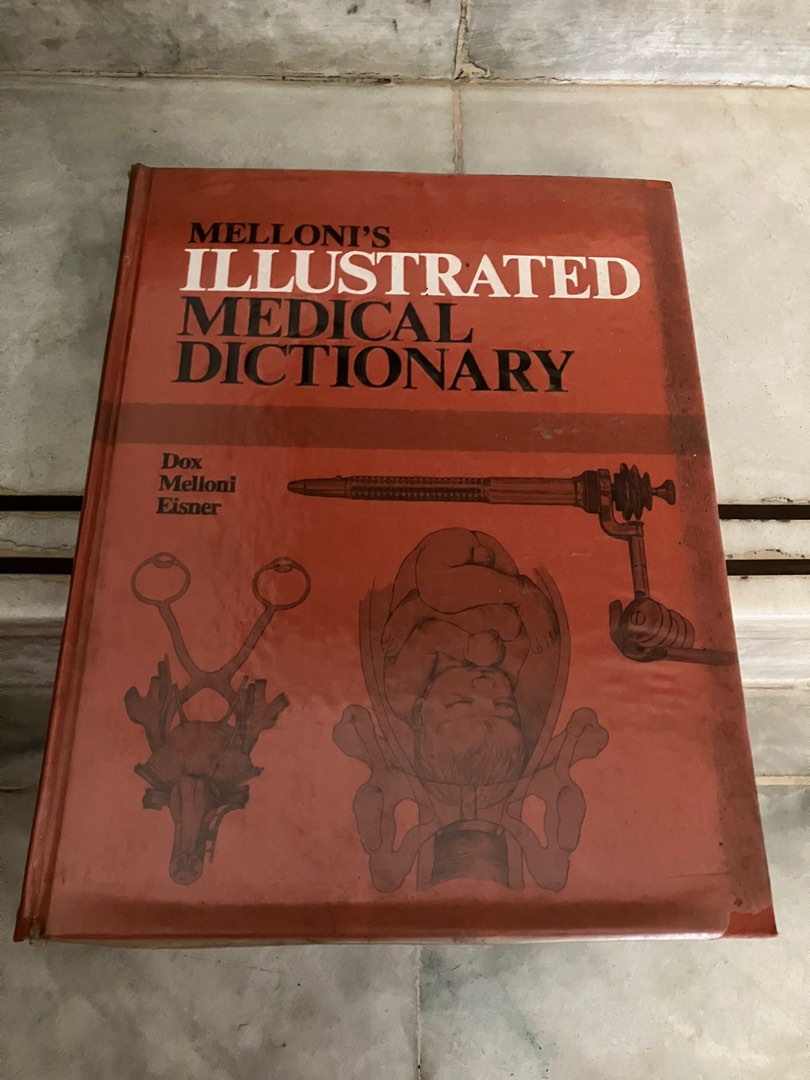 MELLONI'S
ILLUSTRATED
MEDICAL
DICTIONARY
Dox
Melloni
Eisner